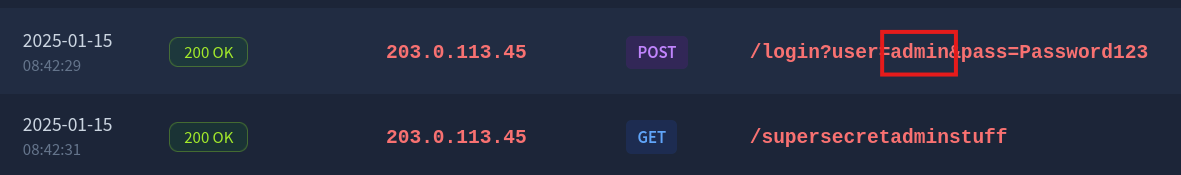 2025-01-15
08:42:29
200 OK
203.0.113.45
POST
/login?user=admin&pass=Password123
2025-01-15
08:42:31
200 OK
203.0.113.45
GET
/supersecretadminstuff